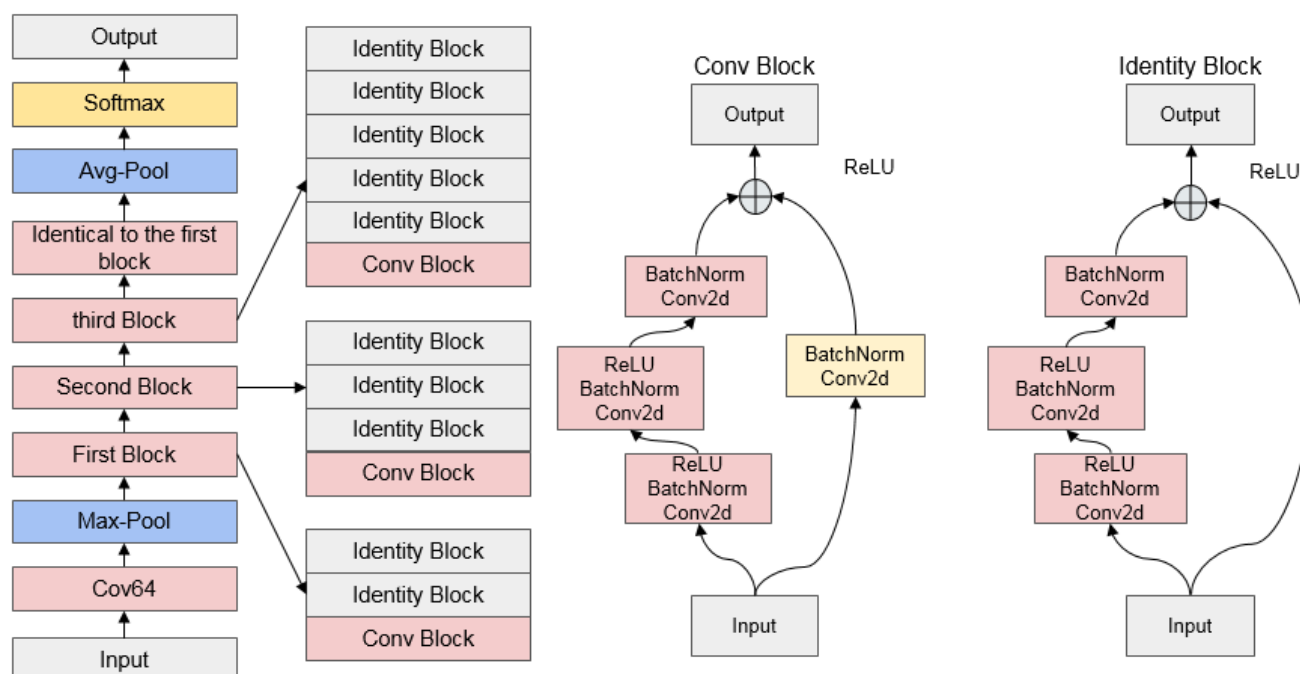 Output
Softmax
Avg-Pool
Identical to the first
block
third Block
Second Block
First Block
Max-Pool
Cov64
Input
Identity Block
Identity Block
Identity Block
Identity Block
Identity Block
Conv Block
Identity Block
Identity Block
Identity Block
Conv Block
Identity Block
Identity Block
Conv Block
Conv Block
Output
ReLU
BatchNorm
Conv2d
ReLU
BatchNorm
Conv2d
BatchNorm
Conv2d
ReLU
BatchNorm
Conv2d
Input
Identity Block
Output
ReLU
BatchNorm
Conv2d
ReLU
BatchNorm
Conv2d
ReLU
BatchNorm
Conv2d
Input